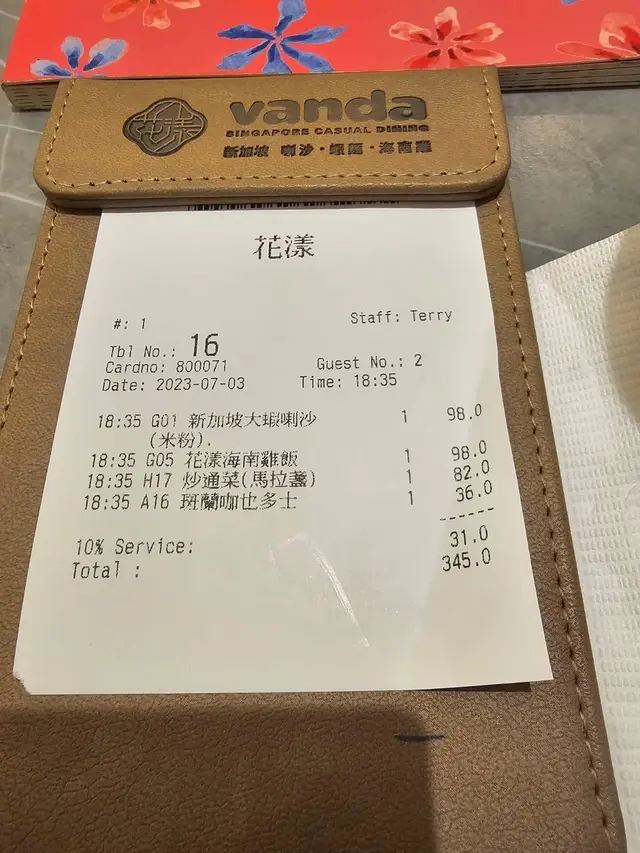 花漾
vanda
SINGAPORE CASUAL DINING
新加坡 喇沙·蝦麵·海南雞
花漾
#: 1 Staff: Terry
Tbl No.: 16
Cardno: 800071 Guest No.: 2
Date: 2023-07-03 Time: 18:35
18:35 G01 新加坡大蝦喇沙 1 98.0
(米粉).
18:35 G05 花漾海南雞飯 1 98.0
18:35 H17 炒通菜(馬拉盞) 1 82.0
18:35 A16 斑蘭咖也多士 1 36.0
------
10% Service: 31.0
Total : 345.0